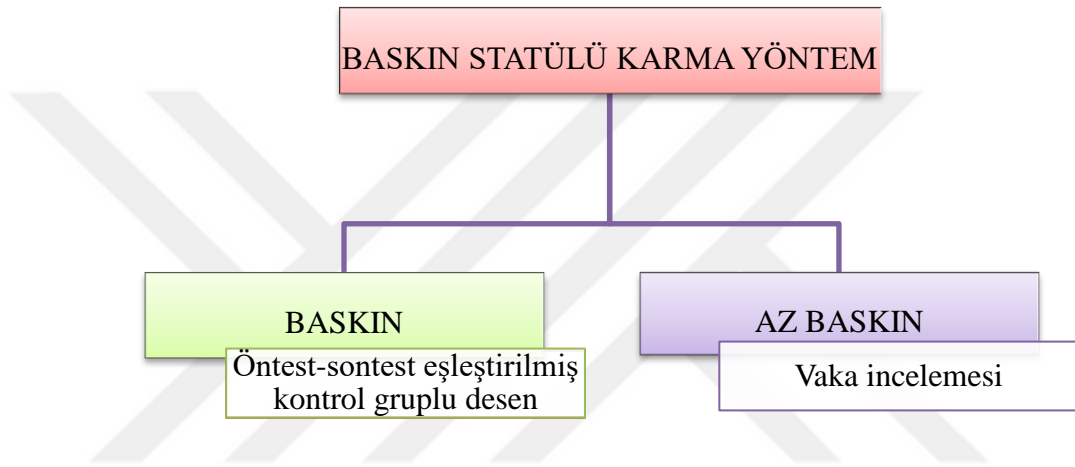 BASKIN STATÜLÜ KARMA YÖNTEM
BASKIN
Öntest-sontest eşleştirilmiş
kontrol gruplu desen
AZ BASKIN
Vaka incelemesi